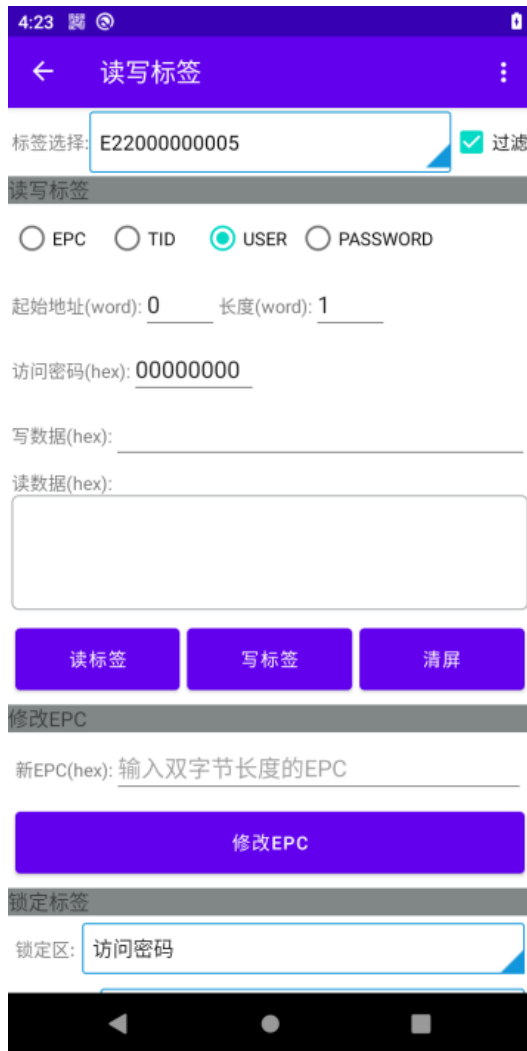 4:23
读写标签
标签选择: E22000000005 过滤
读写标签
EPC TID USER PASSWORD
起始地址(word): 0 长度(word): 1
访问密码(hex): 00000000
写数据(hex):
读数据(hex):
读标签 写标签 清屏
修改EPC
新EPC(hex): 输入双字节长度的EPC
修改EPC
锁定标签
锁定区: 访问密码